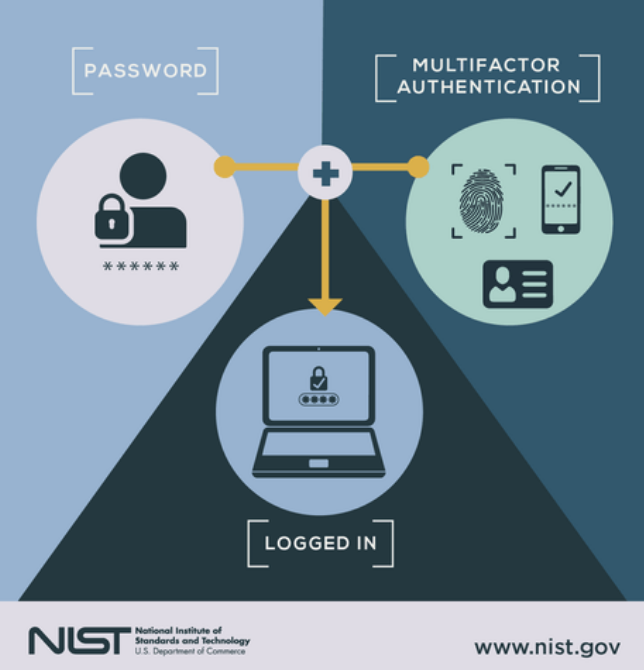 PASSWORD
MULTIFACTOR
AUTHENTICATION
******
LOGGED IN
NIST
National Institute of
Standards and Technology
U.S. Department of Commerce
www.nist.gov